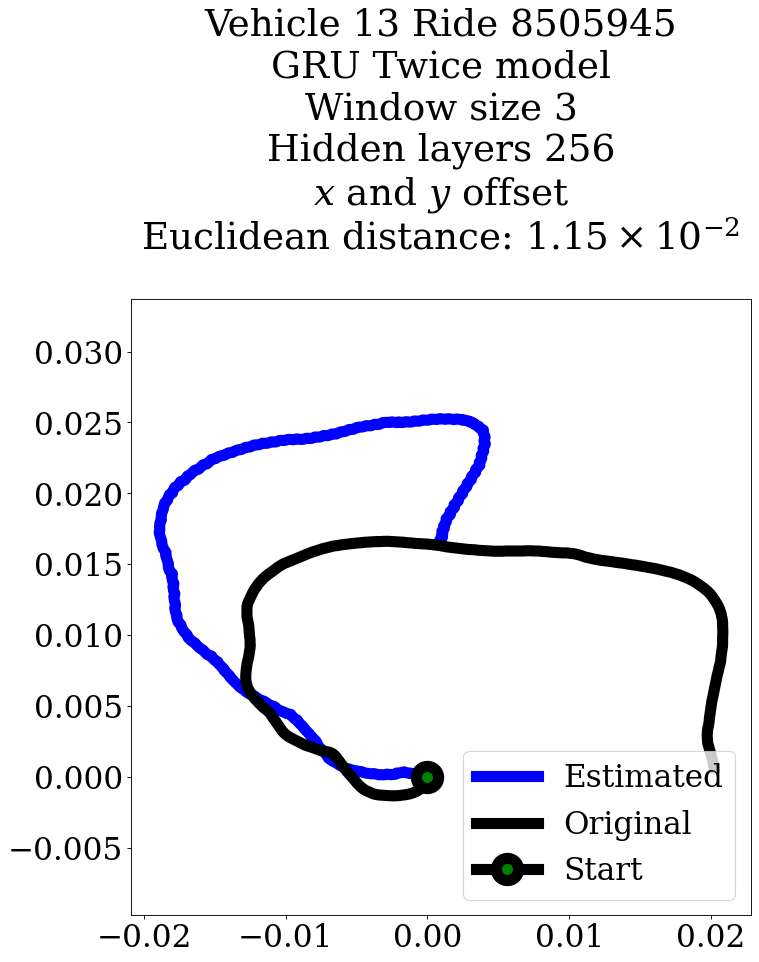 Vehicle 13 Ride 8505945
GRU Twice model
Window size 3
Hidden layers 256
x and y offset
Euclidean distance: 1.15 × 10⁻²
0.030
0.025
0.020
0.015
0.010
0.005
0.000
−0.005
Estimated
Original
Start
−0.02 −0.01 0.00 0.01 0.02